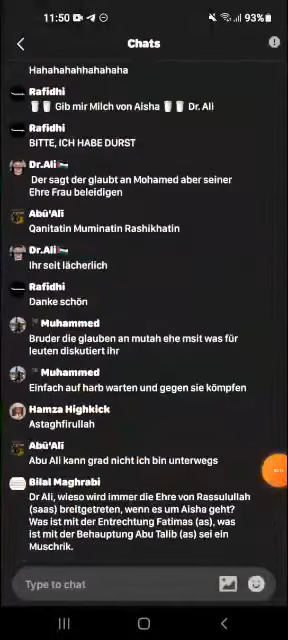 11:50
93%
Chats
Hahahahahhahahaha
Rafidhi
🥛🥛 Gib mir Milch von Aisha 🥛🥛 Dr. Ali
Rafidhi
BITTE, ICH HABE DURST
Dr.Ali🇵🇸
Der sagt der glaubt an Mohamed aber seiner
Ehre Frau beleidigen
Abū'Alī
Qanitatin Muminatin Rashikhatin
Dr.Ali🇵🇸
Ihr seit lächerlich
Rafidhi
Danke schön
🏴Muhammed
Bruder die glauben an mutah ehe msit was für
leuten diskutiert ihr
🏴Muhammed
Einfach auf harb warten und gegen sie kömpfen
Hamza Highkick
Astaghfirullah
Abū'Alī
Abu Ali kann grad nicht ich bin unterwegs
Bilal Maghrabi
Dr Ali, wieso wird immer die Ehre von Rassulullah
(saas) breitgetreten, wenn es um Aisha geht?
Was ist mit der Entrechtung Fatimas (as), was
ist mit der Behauptung Abu Talib (as) sei ein
Muschrik.
Type to chat